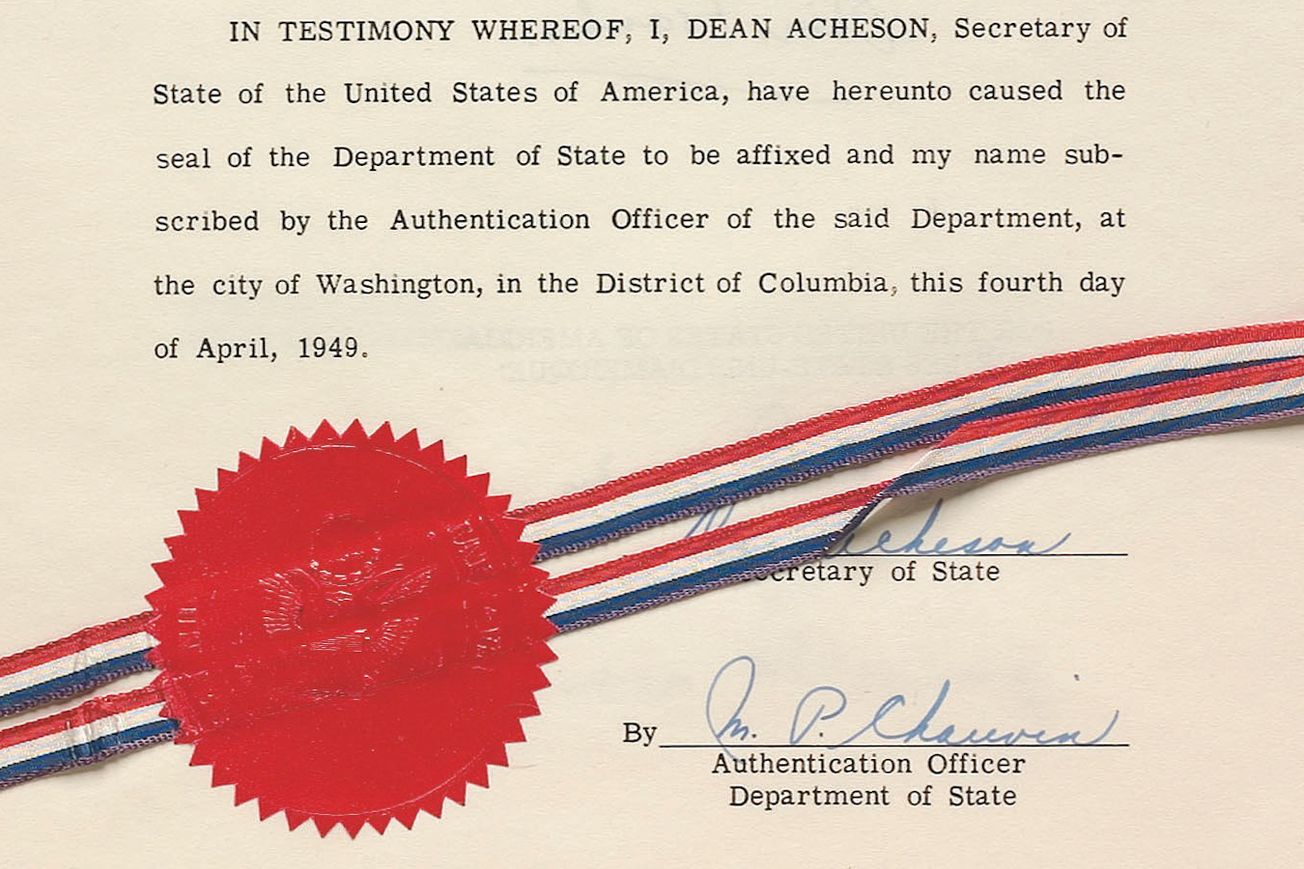 IN TESTIMONY WHEREOF, I, DEAN ACHESON, Secretary of
State of the United States of America, have hereunto caused the
seal of the Department of State to be affixed and my name sub-
scribed by the Authentication Officer of the said Department, at
the city of Washington, in the District of Columbia, this fourth day
of April, 1949.
Acheson
Secretary of State
By M. P. Chauvin
Authentication Officer
Department of State